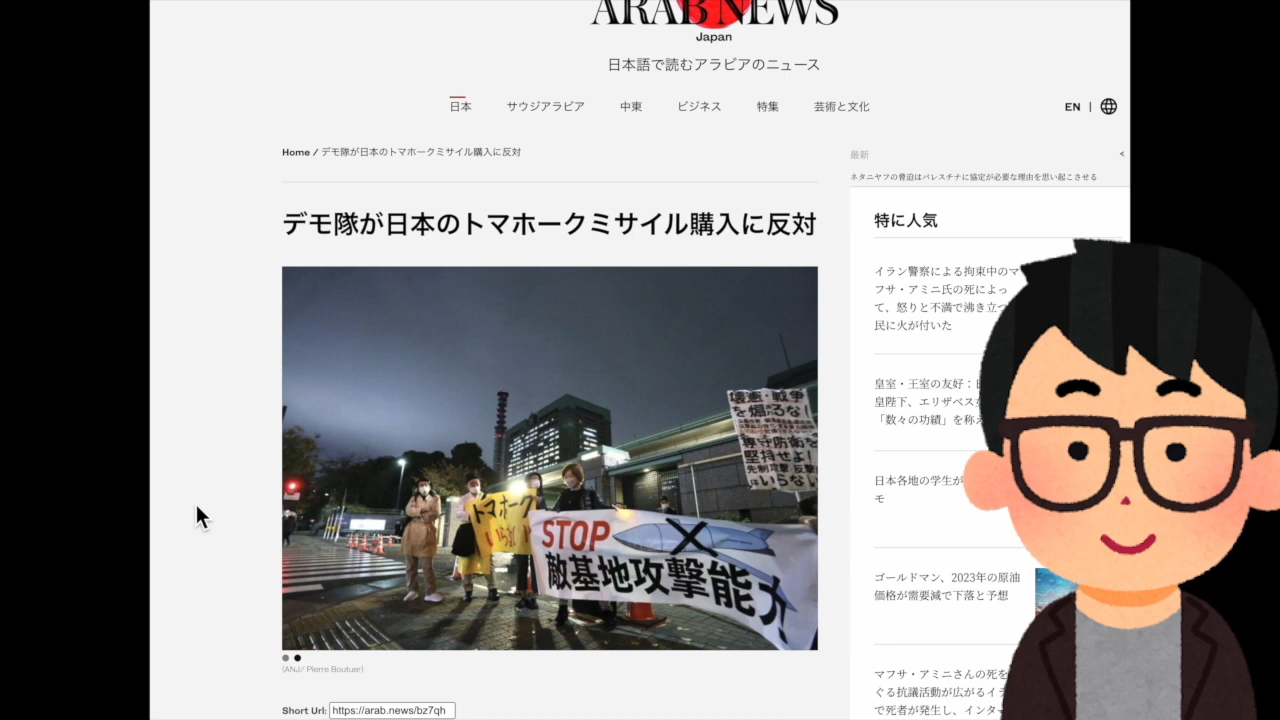 ARAB NEWS
Japan
日本語で読むアラビアのニュース
日本 サウジアラビア 中東 ビジネス 特集 芸術と文化
EN |
Home / デモ隊が日本のトマホークミサイル購入に反対
最新
<
ネタニヤフの脅迫はパレスチナに協定が必要な理由を思い起こさせる
デモ隊が日本のトマホークミサイル購入に反対
壊憲・戦争
を煽るな!
専守防衛を
堅持せよ!
先制攻撃・反撃
はいらない
トマホーク
STOP
敵基地攻撃能力
(ANJ/ Pierre Boutuer)
Short Url: https://arab.news/bz7qh
特に人気
イラン警察による拘束中のマ
フサ・アミニ氏の死によっ
て、怒りと不満で沸き立つ
民に火が付いた
皇室・王室の友好:
皇陛下、エリザベス
「数々の功績」を称え
日本各地の学生が
モ
ゴールドマン、2023年の原油
価格が需要減で下落と予想
マフサ・アミニさんの死を
ぐる抗議活動が広がるイラ
で死者が発生し、インター